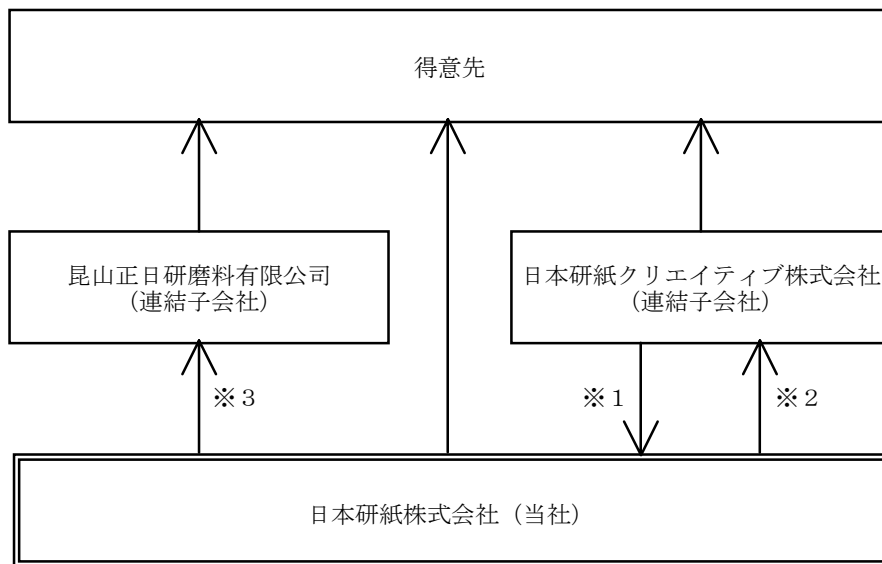 得意先
昆山正日研磨料有限公司
(連結子会社)
日本研紙クリエイティブ株式会社
(連結子会社)
※3
※1
※2
日本研紙株式会社(当社)